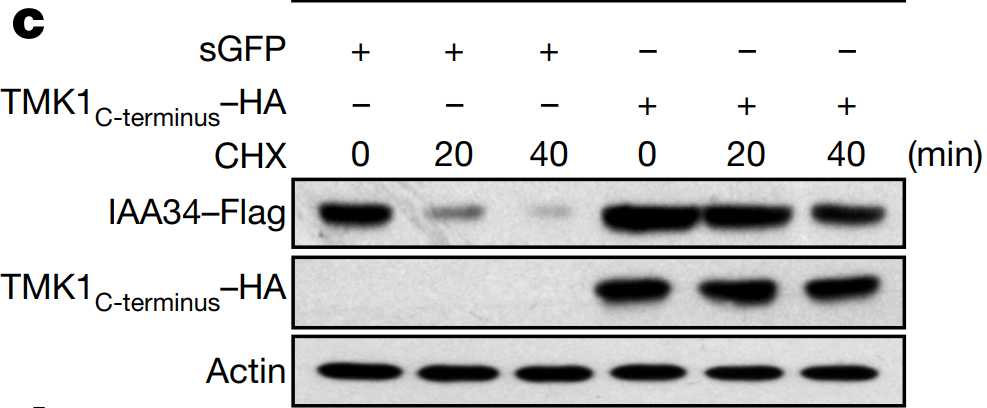 c
sGFP + + + − − −
TMK1C-terminus–HA − − − + + +
CHX 0 20 40 0 20 40 (min)
IAA34–Flag
TMK1C-terminus–HA
Actin